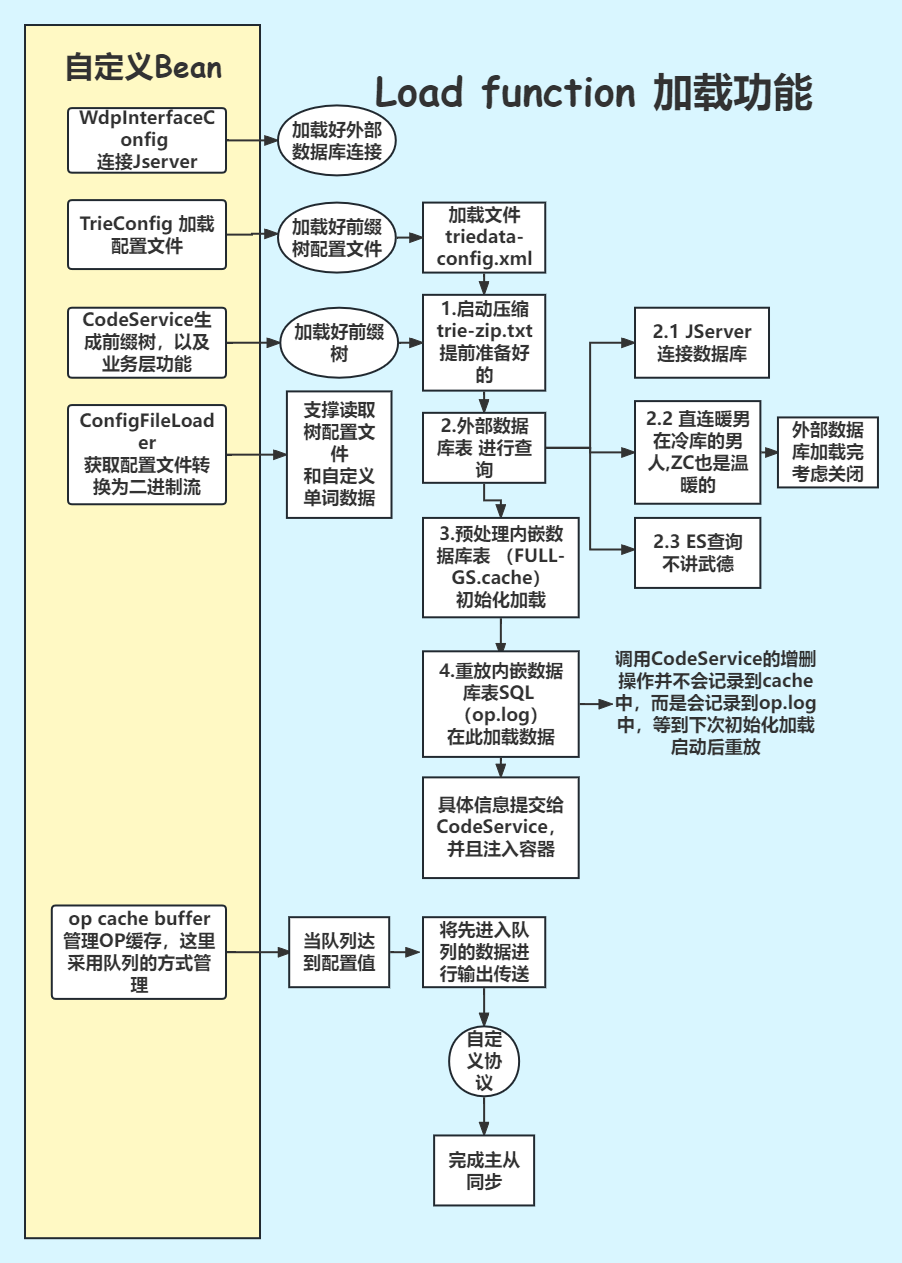 自定义Bean
Load function 加载功能
WdpInterfaceC
onfig
连接Jserver
加载好外部
数据库连接
TrieConfig 加载
配置文件
加载好前缀
树配置文件
加载文件
triedata-
config.xml
CodeService生
成前缀树，以及
业务层功能
加载好前缀
树
1.启动压缩
trie-zip.txt
提前准备好
的
2.1 JServer
连接数据库
ConfigFileLoad
er
获取配置文件转
换为二进制流
支撑读取
树配置文
件
和自定义
单词数据
2.外部数据
库表 进行查
询
2.2 直连暖男
在冷库的男
人,ZC也是温
暖的
外部数据
库加载完
考虑关闭
2.3 ES查询
不讲武德
3.预处理内嵌数
据库表 （FULL-
GS.cache）
初始化加载
4.重放内嵌数据
库表SQL
（op.log）
在此加载数据
调用CodeService的增删
操作并不会记录到cache
中，而是会记录到op.log
中，等到下次初始化加载
启动后重放
具体信息提交给
CodeService，
并且注入容器
op cache buffer
管理OP缓存，这里
采用队列的方式管
理
当队列达
到配置值
将先进入队
列的数据进
行输出传送
自定
义协
议
完成主从
同步